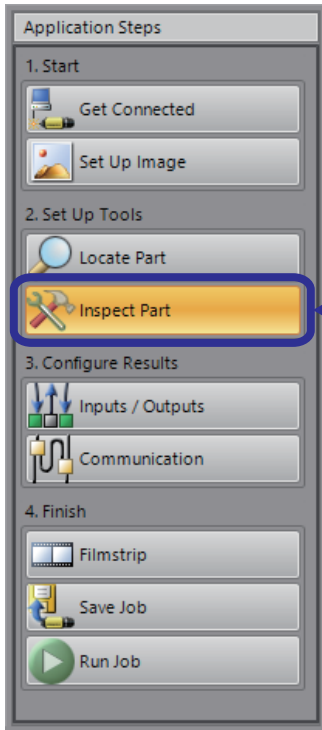 Application Steps
1. Start
Get Connected
Set Up Image
2. Set Up Tools
Locate Part
Inspect Part
3. Configure Results
Inputs / Outputs
Communication
4. Finish
Filmstrip
Save Job
Run Job